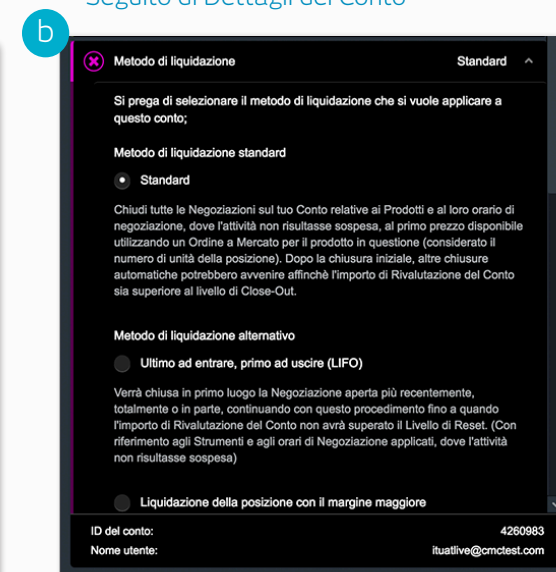 Seguito di Dettagli del Conto
b
Metodo di liquidazione Standard
Si prega di selezionare il metodo di liquidazione che si vuole applicare a
questo conto;
Metodo di liquidazione standard
Standard
Chiudi tutte le Negoziazioni sul tuo Conto relative ai Prodotti e al loro orario di
negoziazione, dove l'attività non risultasse sospesa, al primo prezzo disponibile
utilizzando un Ordine a Mercato per il prodotto in questione (considerato il
numero di unità della posizione). Dopo la chiusura iniziale, altre chiusure
automatiche potrebbero avvenire affinchè l'importo di Rivalutazione del Conto
sia superiore al livello di Close-Out.
Metodo di liquidazione alternativo
Ultimo ad entrare, primo ad uscire (LIFO)
Verrà chiusa in primo luogo la Negoziazione aperta più recentemente,
totalmente o in parte, continuando con questo procedimento fino a quando
l'importo di Rivalutazione del Conto non avrà superato il Livello di Reset. (Con
riferimento agli Strumenti e agli orari di Negoziazione applicati, dove l'attività
non risultasse sospesa)
Liquidazione della posizione con il margine maggiore
ID del conto: 4260983
Nome utente: ituatlive@cmctest.com